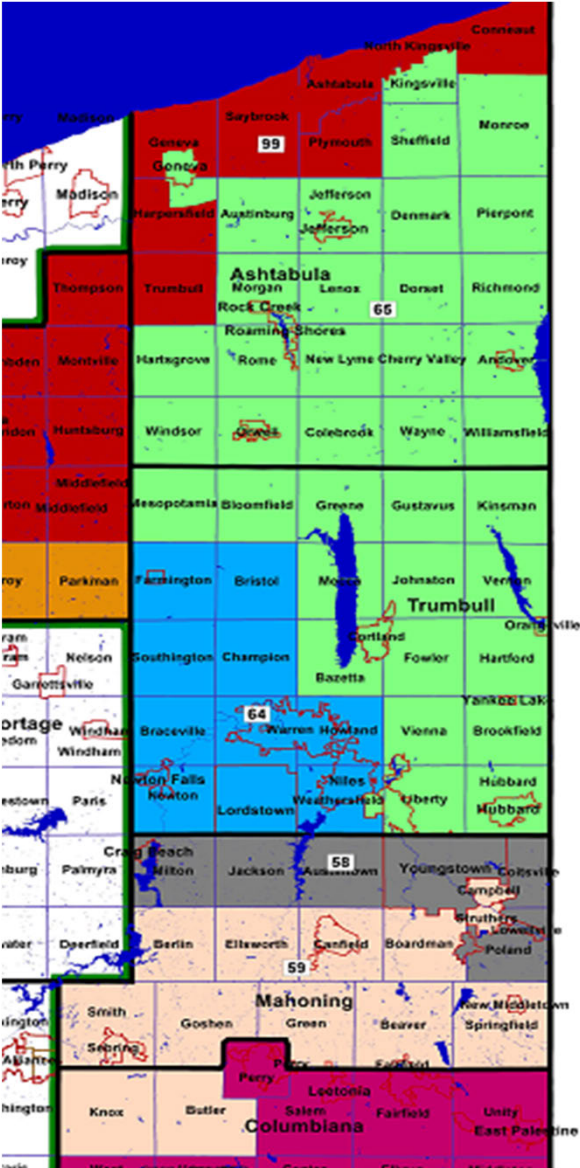 Conneaut
North Kingsville
Ashtabula
Kingsville
Madison
Saybrook
Monroe
99
Plymouth
Sheffield
Geneva
Geneva
Perry
Madison
Harpersfield
Austinburg
Jefferson
Jefferson
Denmark
Pierpont
Ashtabula
Thompson
Trumbull
Morgan
Lenox
Dorset
Richmond
Rock Creek
65
Roaming Shores
Montville
Hartsgrove
Rome
New Lyme
Cherry Valley
Andover
Huntsburg
Windsor
Orwell
Colebrook
Wayne
Williamsfield
Middlefield
Middlefield
Mesopotamia
Bloomfield
Greene
Gustavus
Kinsman
Parkman
Farmington
Bristol
Mecca
Johnston
Vernon
Trumbull
Orangeville
Cortland
Nelson
Southington
Champion
Fowler
Hartford
Garrettsville
Bazetta
Yankee Lake
64
ortage
Windham
Windham
Braceville
Warren
Howland
Vienna
Brookfield
Newton Falls
Newton
Niles
Hubbard
Hubbard
Paris
Lordstown
Weathersfield
Liberty
Craig Beach
58
Palmyra
Milton
Jackson
Austintown
Youngstown
Coitsville
Campbell
Struthers
Lowellville
Deerfield
Berlin
Ellsworth
Canfield
Boardman
Poland
59
Mahoning
Smith
Goshen
Green
Beaver
New Middletown
Springfield
Sebring
Perry
Knox
Butler
Leetonia
Salem
Fairfield
Unity
Columbiana
East Palestine